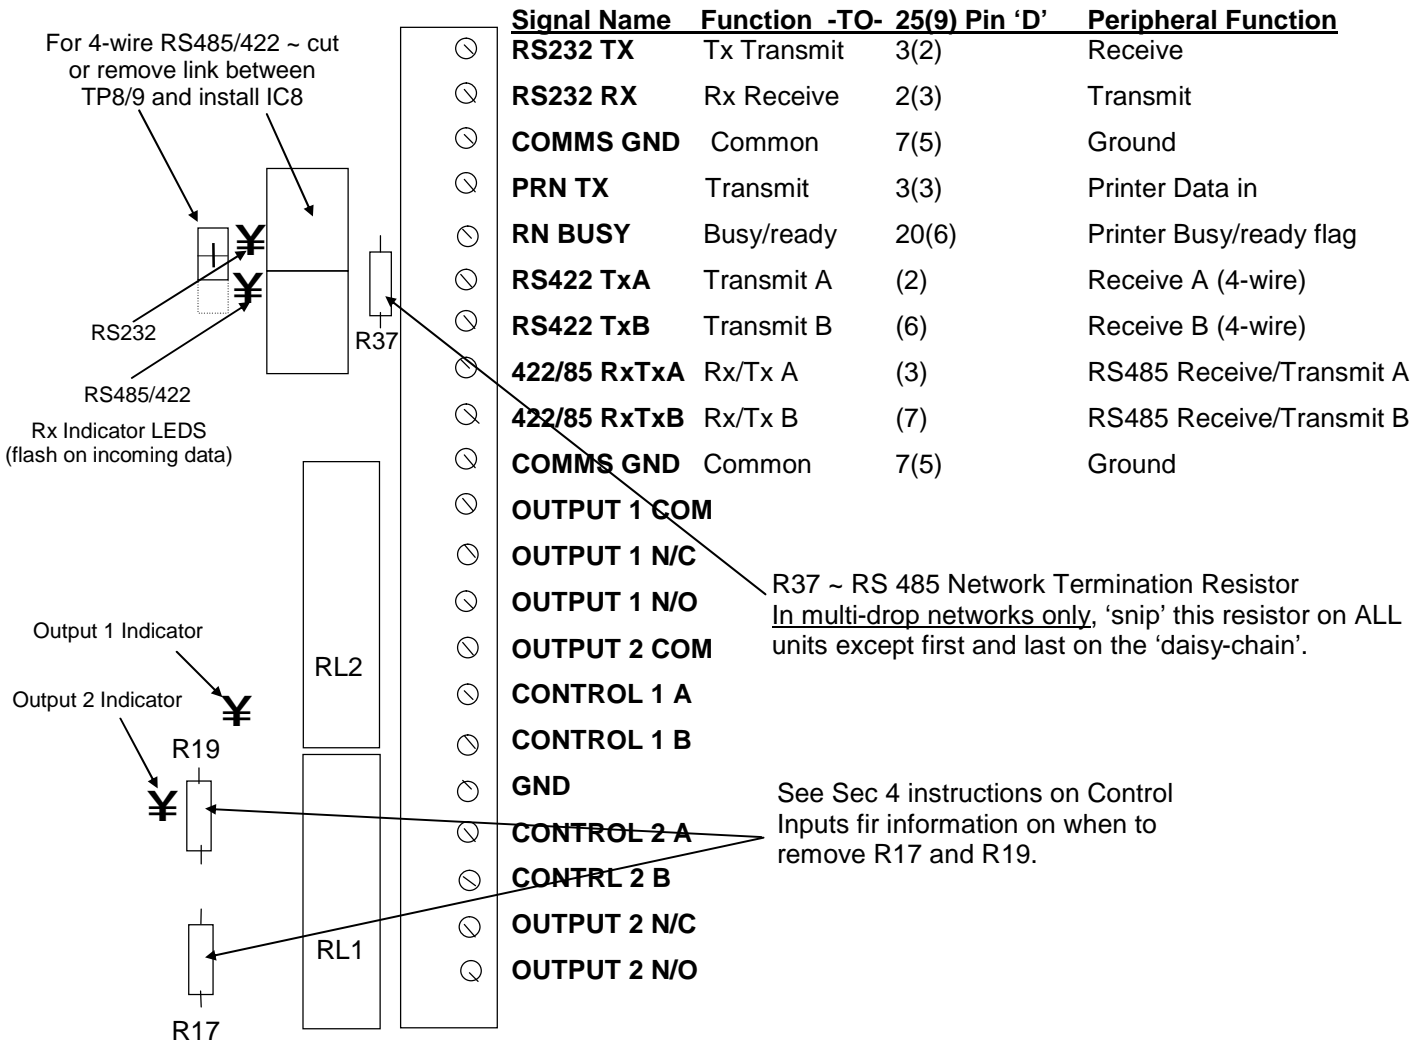 Signal Name Function -TO- 25(9) Pin ‘D’ Peripheral Function
RS232 TX Tx Transmit 3(2) Receive
RS232 RX Rx Receive 2(3) Transmit
COMMS GND Common 7(5) Ground
PRN TX Transmit 3(3) Printer Data in
RN BUSY Busy/ready 20(6) Printer Busy/ready flag
RS422 TxA Transmit A (2) Receive A (4-wire)
RS422 TxB Transmit B (6) Receive B (4-wire)
422/85 RxTxA Rx/Tx A (3) RS485 Receive/Transmit A
422/85 RxTxB Rx/Tx B (7) RS485 Receive/Transmit B
COMMS GND Common 7(5) Ground
OUTPUT 1 COM
OUTPUT 1 N/C
OUTPUT 1 N/O
OUTPUT 2 COM
CONTROL 1 A
CONTROL 1 B
GND
CONTROL 2 A
CONTRL 2 B
OUTPUT 2 N/C
OUTPUT 2 N/O
For 4-wire RS485/422 ~ cut
or remove link between
TP8/9 and install IC8
¥
¥
RS232
R37
RS485/422
Rx Indicator LEDS
(flash on incoming data)
R37 ~ RS 485 Network Termination Resistor
In multi-drop networks only, ‘snip’ this resistor on ALL
units except first and last on the ‘daisy-chain’.
Output 1 Indicator
RL2
Output 2 Indicator
¥
R19
¥
See Sec 4 instructions on Control
Inputs fir information on when to
remove R17 and R19.
RL1
R17